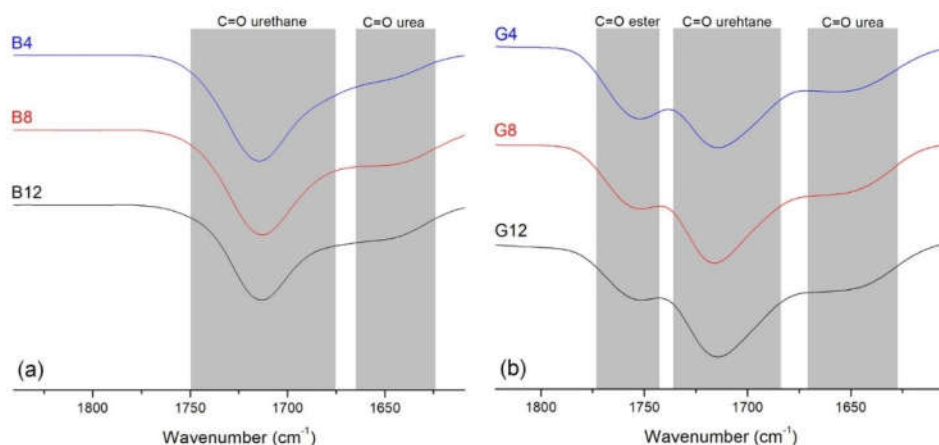 C=O urethane C=O urea
B4
B8
B12
(a)
1800 1750 1700 1650
Wavenumber (cm⁻¹)
C=O ester C=O urehtane C=O urea
G4
G8
G12
(b)
1800 1750 1700 1650
Wavenumber (cm⁻¹)